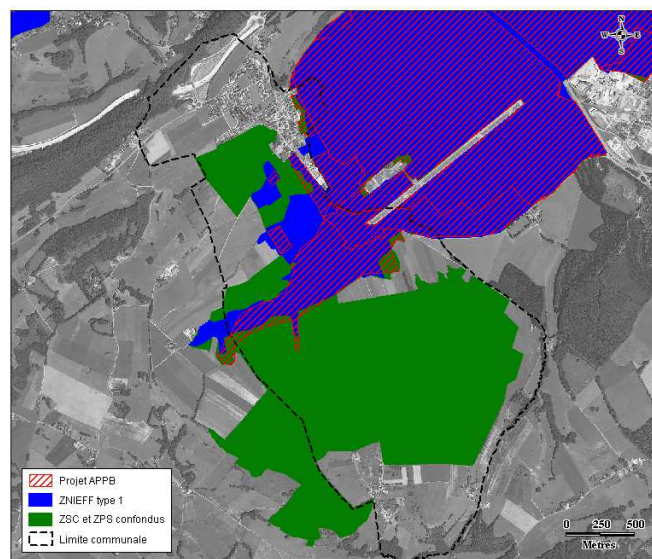 N
W E
S
Projet APPB
ZNIEFF type 1
ZSC et ZPS confondus
Limite communale
0 250 500
Mètres